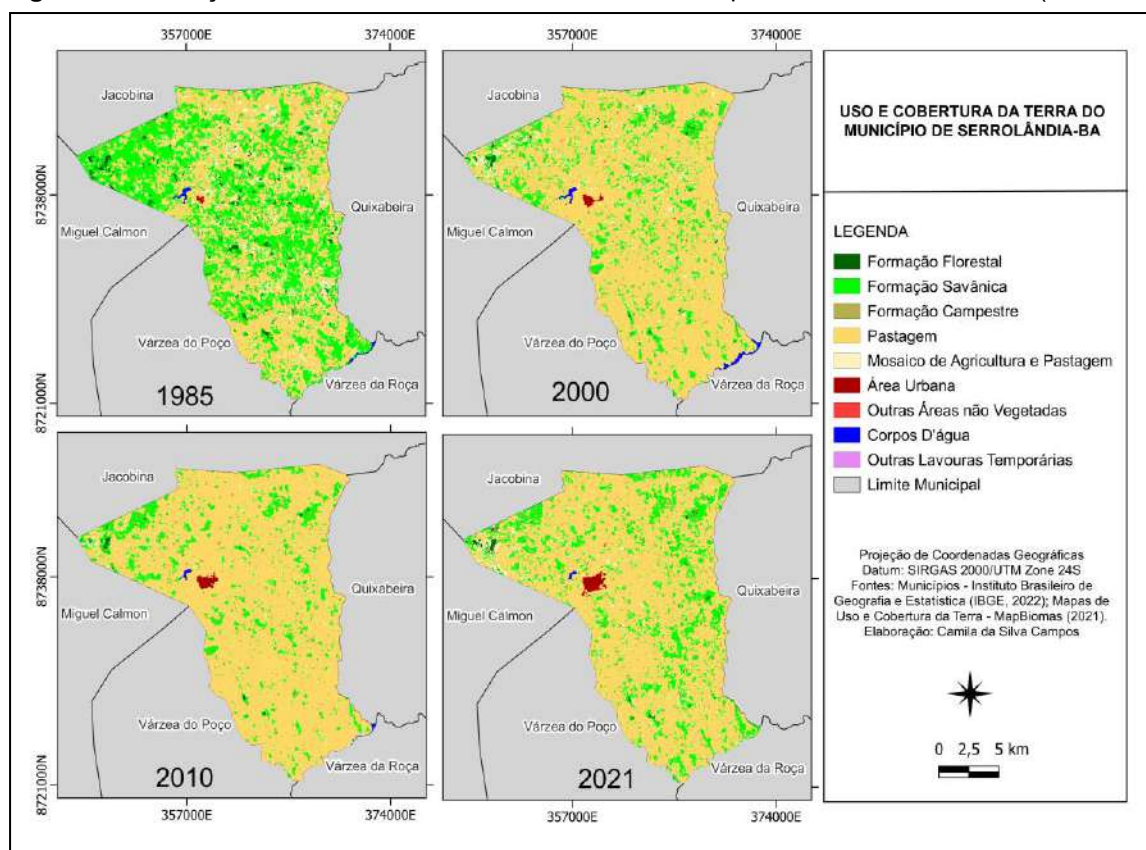 357000E 374000E 357000E 374000E
Jacobina
Quixabeira
Miguel Calmon
Várzea do Poço
Várzea da Roça
1985
8738000N
8721000N
Jacobina
Quixabeira
Miguel Calmon
Várzea do Poço
Várzea da Roça
2000
Jacobina
Quixabeira
Miguel Calmon
Várzea do Poço
Várzea da Roça
2010
8738000N
8721000N
Jacobina
Quixabeira
Miguel Calmon
Várzea do Poço
Várzea da Roça
2021
357000E 374000E 357000E 374000E
USO E COBERTURA DA TERRA DO
MUNICÍPIO DE SERROLÂNDIA-BA
LEGENDA
Formação Florestal
Formação Savânica
Formação Campestre
Pastagem
Mosaico de Agricultura e Pastagem
Área Urbana
Outras Áreas não Vegetadas
Corpos D'água
Outras Lavouras Temporárias
Limite Municipal
Projeção de Coordenadas Geográficas
Datum: SIRGAS 2000/UTM Zone 24S
Fontes: Municípios - Instituto Brasileiro de
Geografia e Estatística (IBGE, 2022); Mapas de
Uso e Cobertura da Terra - MapBiomas (2021).
Elaboração: Camila da Silva Campos
0 2,5 5 km